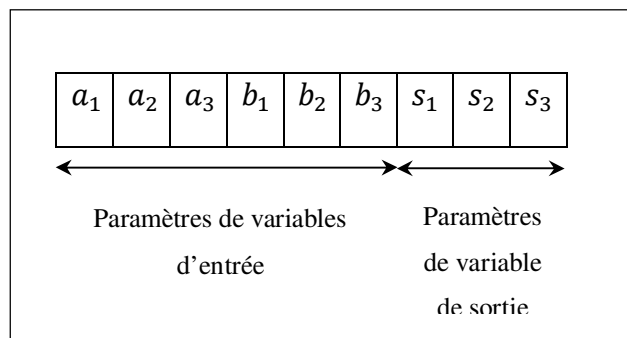 a₁ a₂ a₃ b₁ b₂ b₃ s₁ s₂ s₃
Paramètres de variables
d’entrée
Paramètres
de variable
de sortie